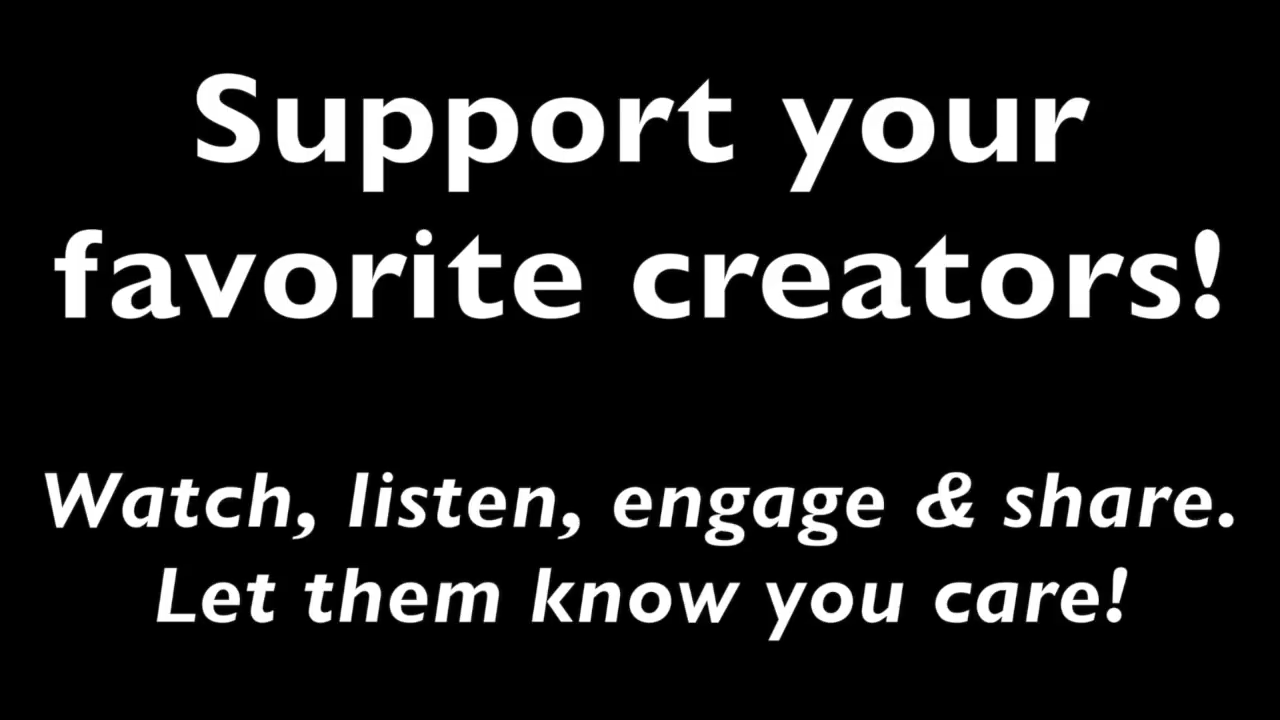 Support your
favorite creators!
Watch, listen, engage & share.
Let them know you care!